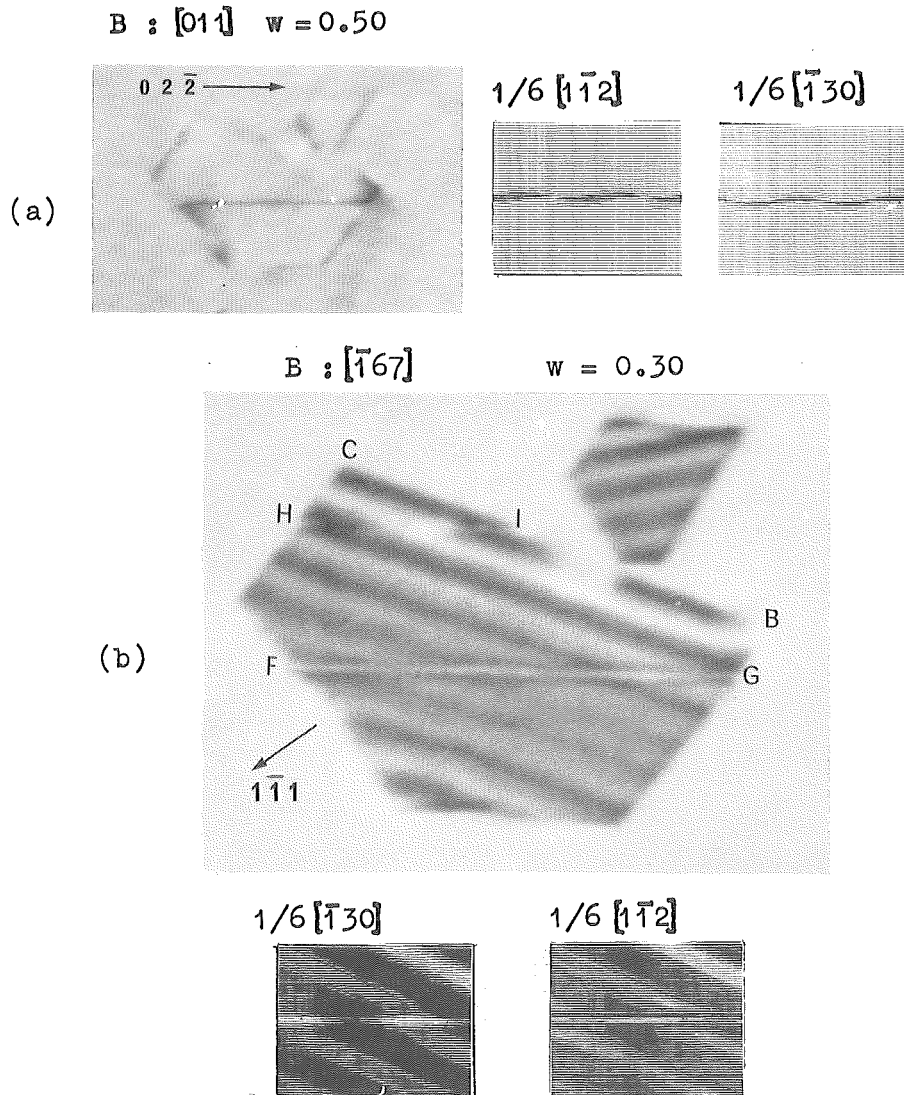 B : [011] w = 0.50
0 2 2̅
1/6 [11̅2]
1/6 [1̅30]
(a)
B : [1̅67] w = 0.30
C
H
I
B
(b)
F
G
11̅1
1/6 [1̅30]
1/6 [11̅2]